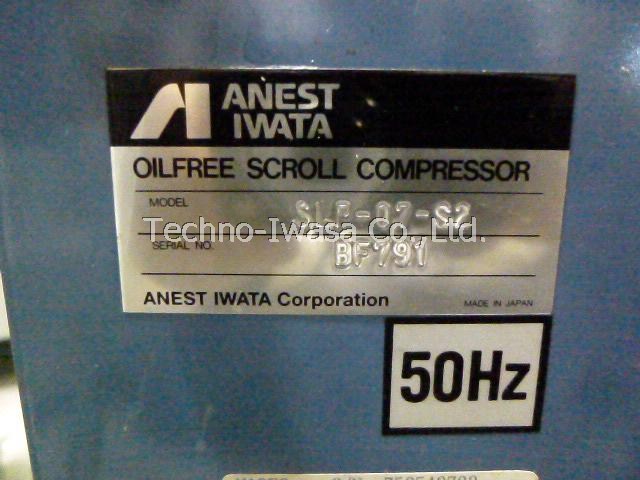 ANEST
IWATA
OILFREE SCROLL COMPRESSOR
MODEL
Techno-Iwasa Co., Ltd.
SERIAL NO.
BF791
ANEST IWATA Corporation
MADE IN JAPAN
50Hz